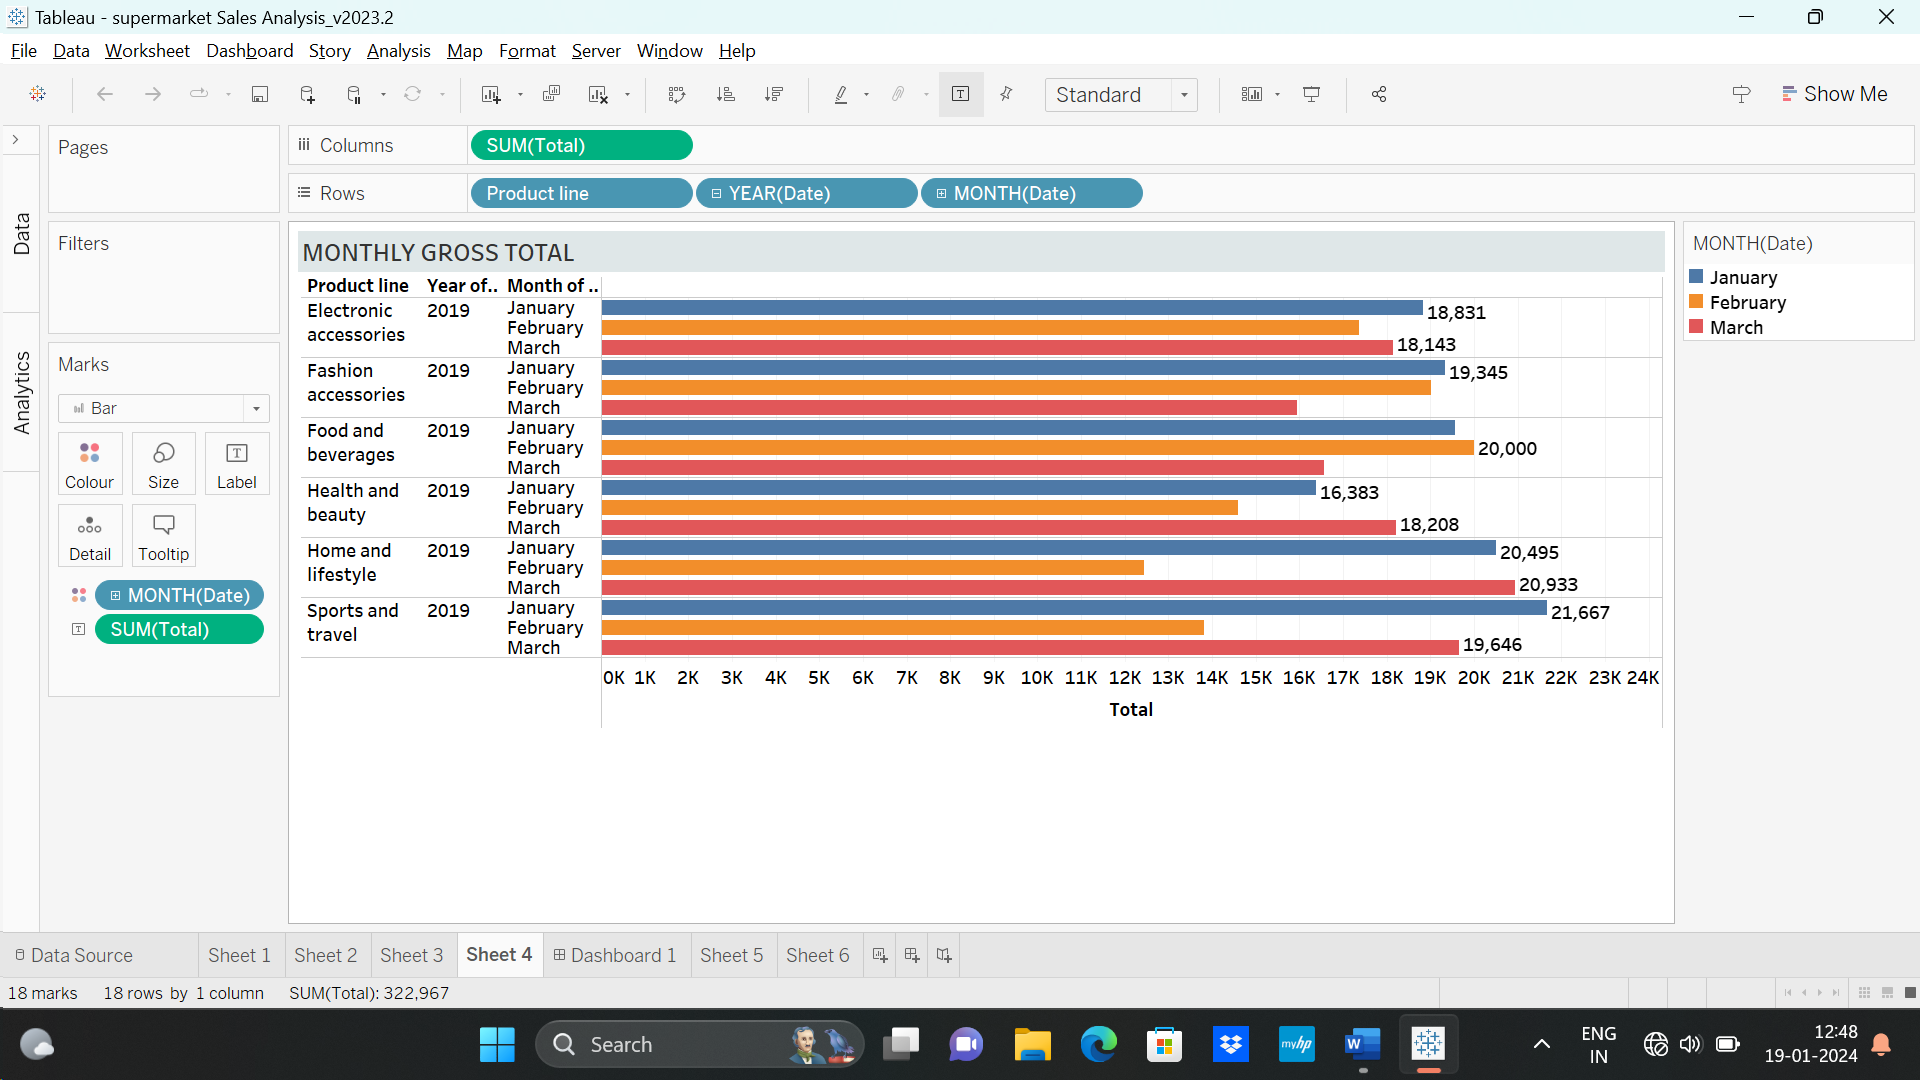 Tableau - supermarket Sales Analysis_v2023.2
File Data Worksheet Dashboard Story Analysis Map Format Server Window Help
Standard
Show Me
Pages
Columns SUM(Total)
Rows Product line YEAR(Date) MONTH(Date)
Data
Analytics
Filters
Marks
Bar
Colour Size Label
Detail Tooltip
MONTH(Date)
SUM(Total)
MONTHLY GROSS TOTAL
Product line Year of.. Month of ..
Electronic accessories 2019 January 18,831
February
March 18,143
Fashion accessories 2019 January 19,345
February
March
Food and beverages 2019 January
February 20,000
March
Health and beauty 2019 January 16,383
February
March 18,208
Home and lifestyle 2019 January 20,495
February
March 20,933
Sports and travel 2019 January 21,667
February
March 19,646
0K 1K 2K 3K 4K 5K 6K 7K 8K 9K 10K 11K 12K 13K 14K 15K 16K 17K 18K 19K 20K 21K 22K 23K 24K
Total
MONTH(Date)
January
February
March
Data Source Sheet 1 Sheet 2 Sheet 3 Sheet 4 Dashboard 1 Sheet 5 Sheet 6
18 marks 18 rows by 1 column SUM(Total): 322,967
Search
myhp
W
ENG
IN
12:48
19-01-2024